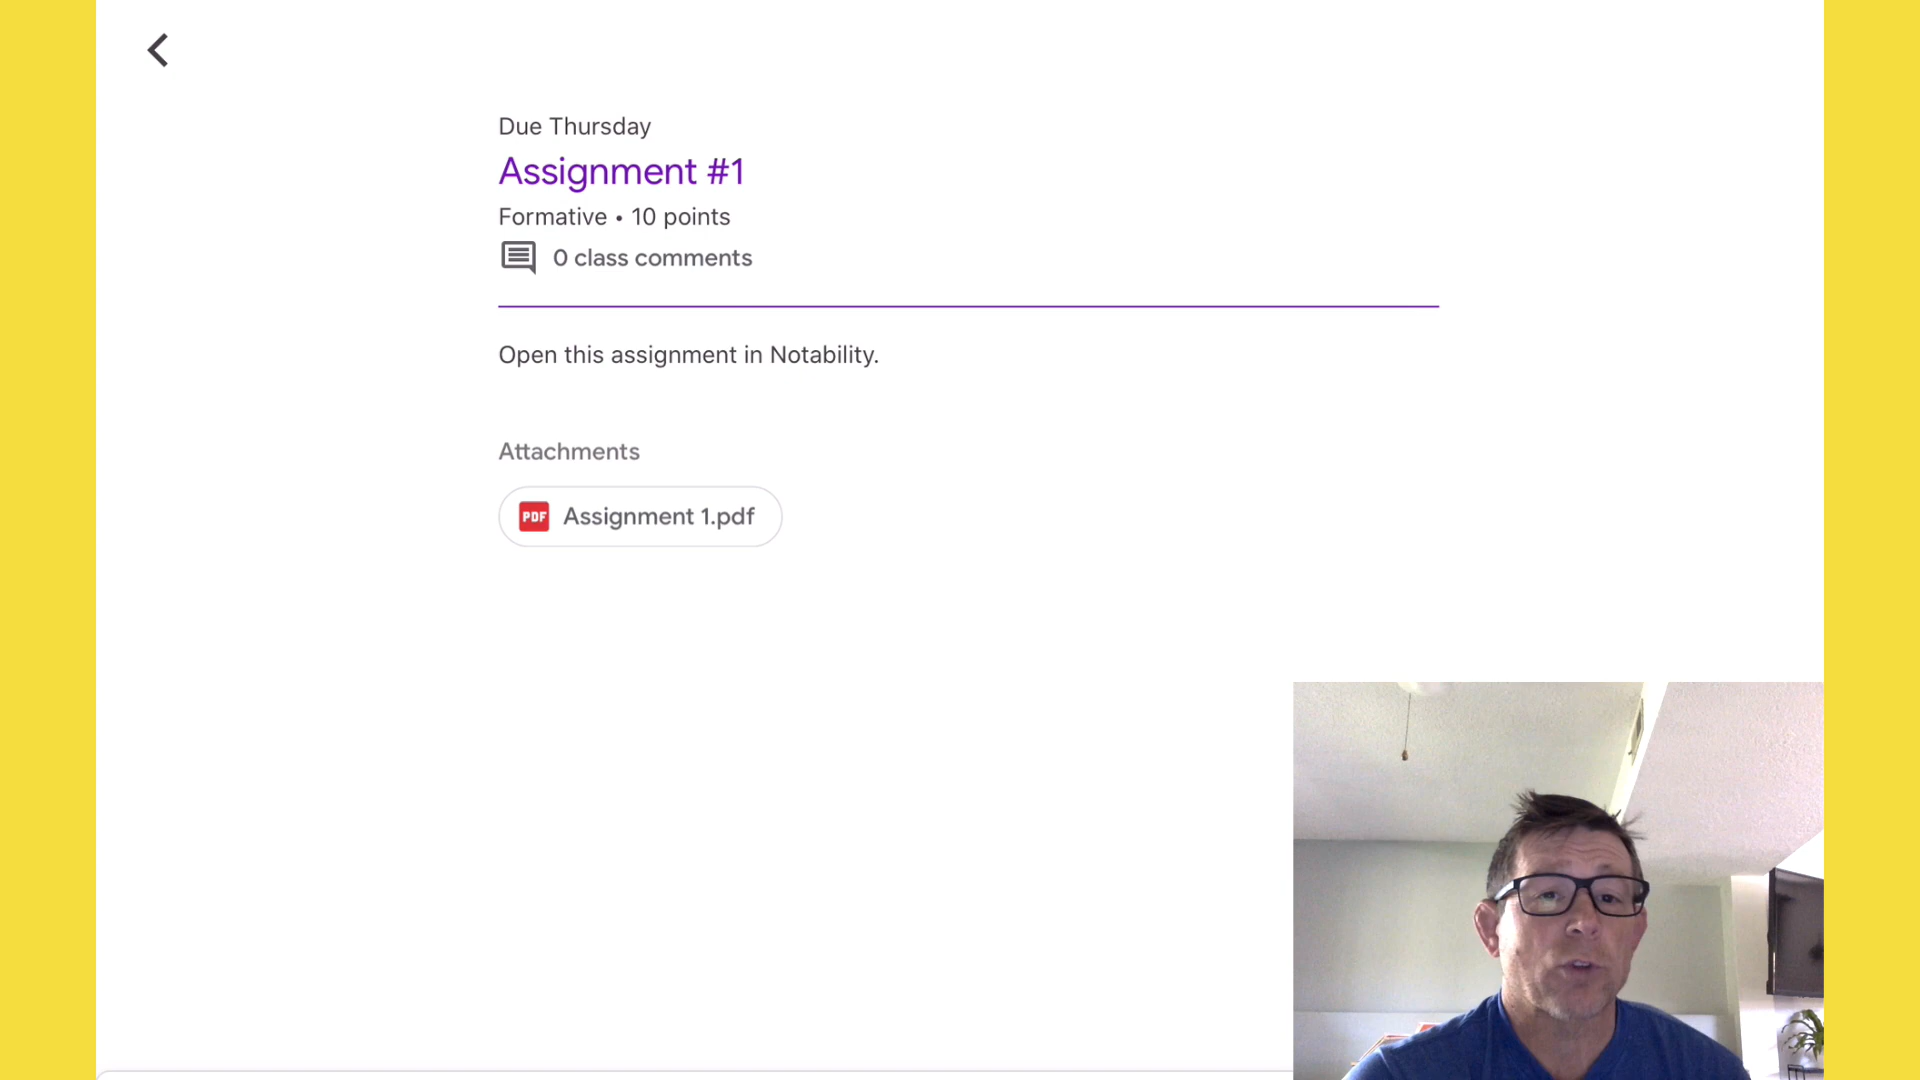 Due Thursday
Assignment #1
Formative • 10 points
0 class comments
Open this assignment in Notability.
Attachments
PDF Assignment 1.pdf